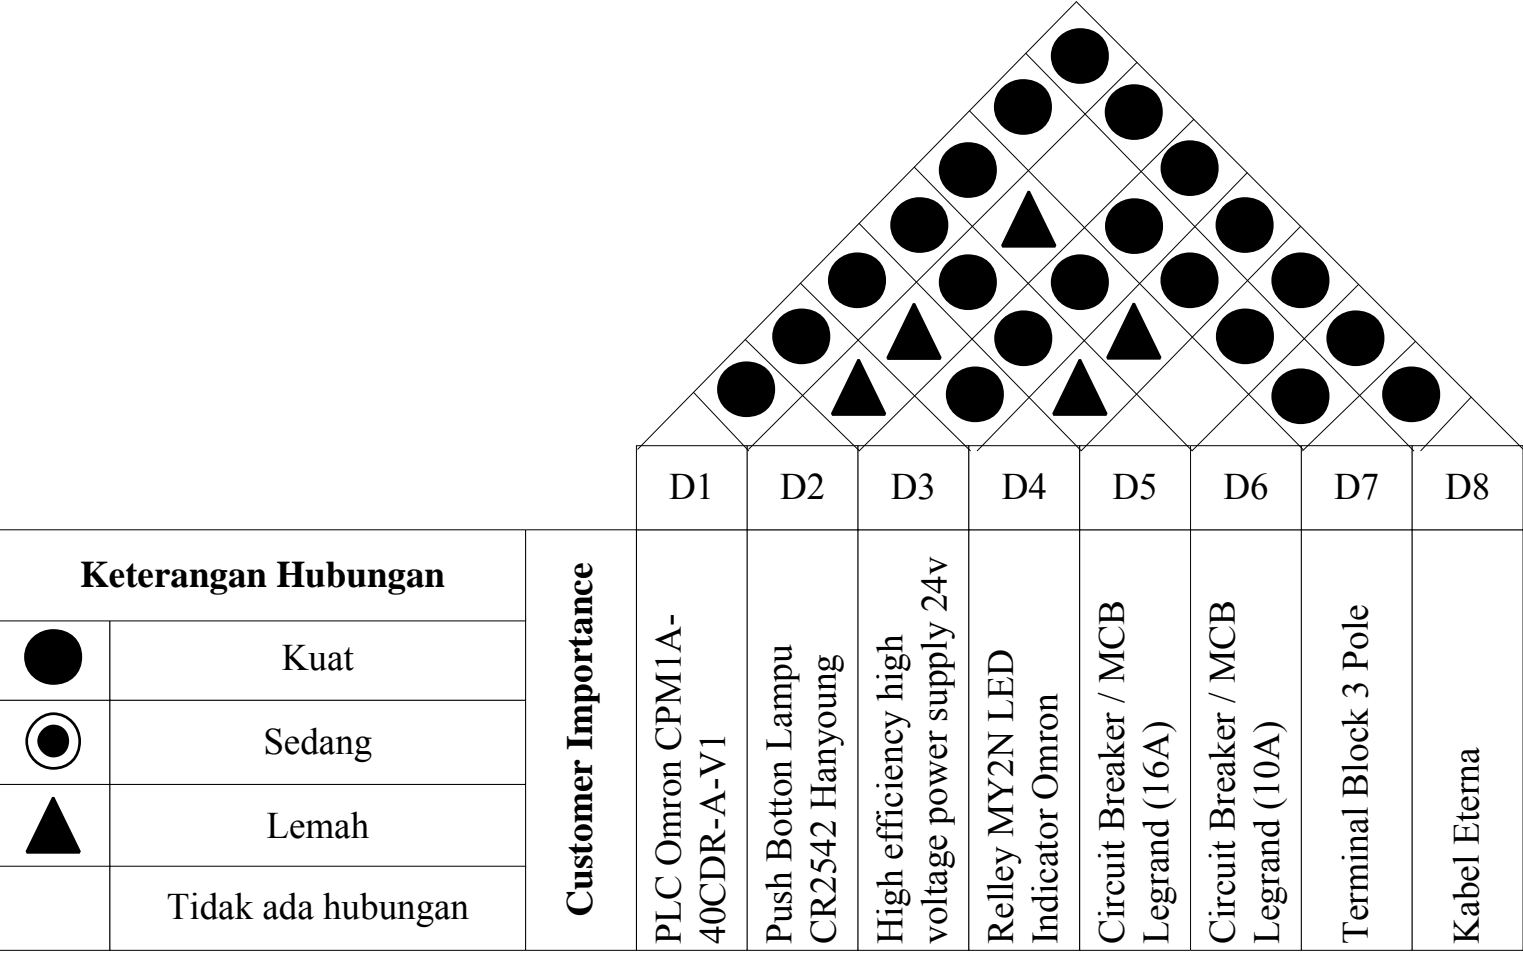 D1 D2 D3 D4 D5 D6 D7 D8
Keterangan Hubungan
Kuat
Sedang
Lemah
Tidak ada hubungan
Customer Importance
PLC Omron CPM1A-
40CDR-A-V1
Push Botton Lampu
CR2542 Hanyoung
High efficiency high
voltage power supply 24v
Relley MY2N LED
Indicator Omron
Circuit Breaker / MCB
Legrand (16A)
Circuit Breaker / MCB
Legrand (10A)
Terminal Block 3 Pole
Kabel Eterna